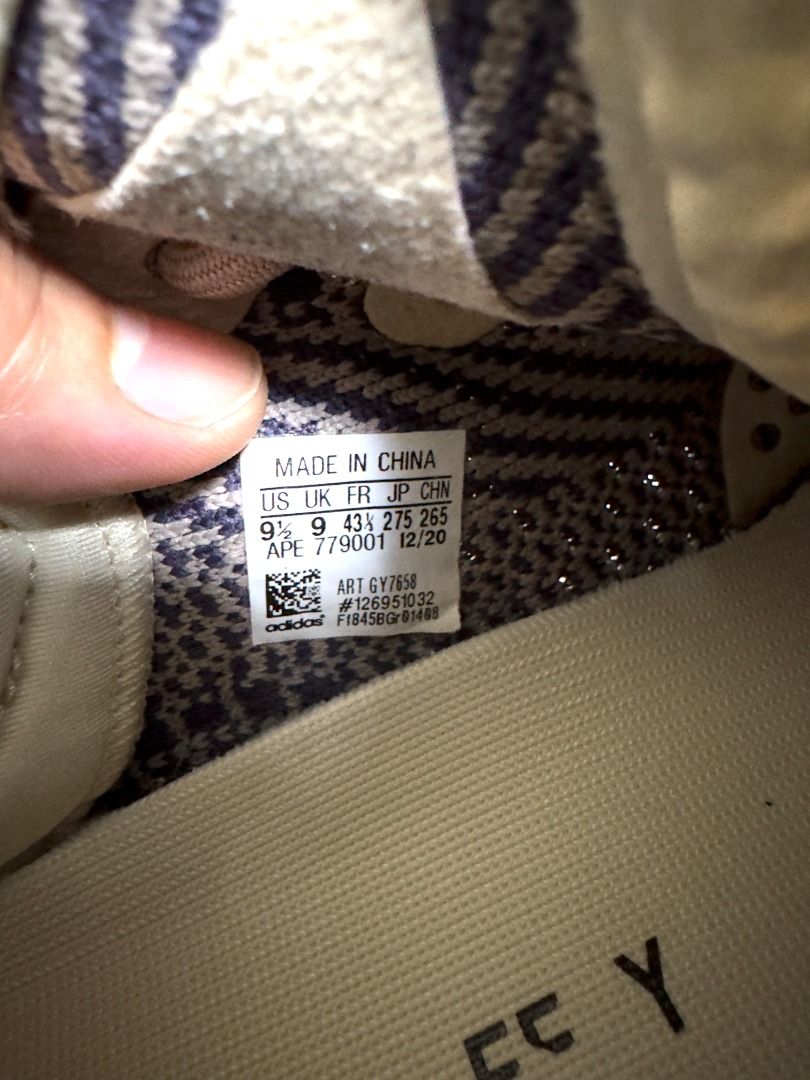 MADE IN CHINA
US UK FR JP CHN
9½ 9 43⅓ 275 265
APE 779001 12/20
ART GY7658
#126951032
adidas